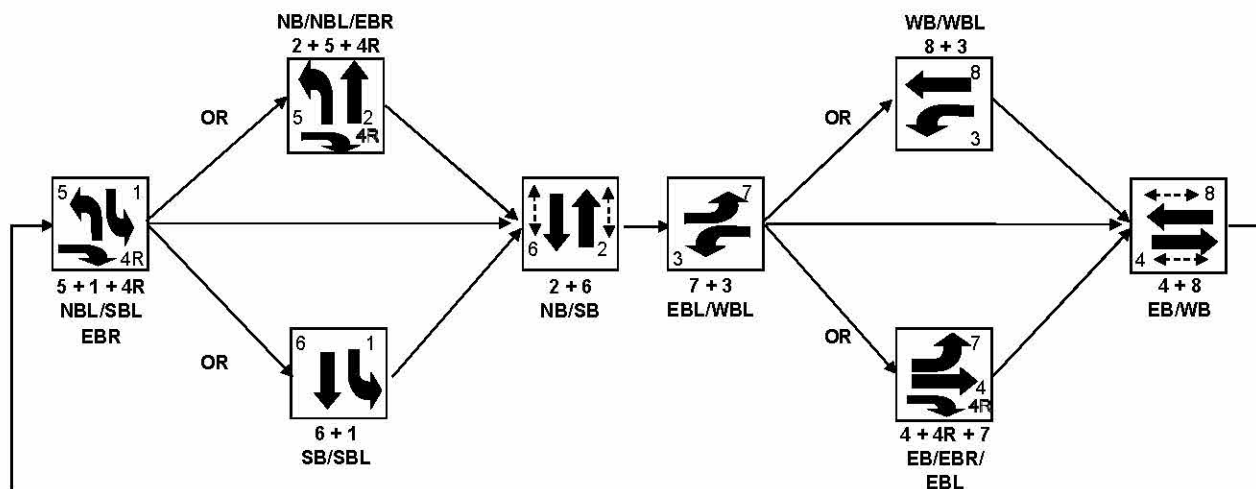 NB/NBL/EBR
2 + 5 + 4R
5
2
4R
OR
5
1
4R
5 + 1 + 4R
NBL/SBL
EBR
OR
6
1
6 + 1
SB/SBL
6
2
2 + 6
NB/SB
7
3
7 + 3
EBL/WBL
WB/WBL
8 + 3
8
3
OR
OR
7
4
4R
4 + 4R + 7
EB/EBR/
EBL
8
4
4 + 8
EB/WB